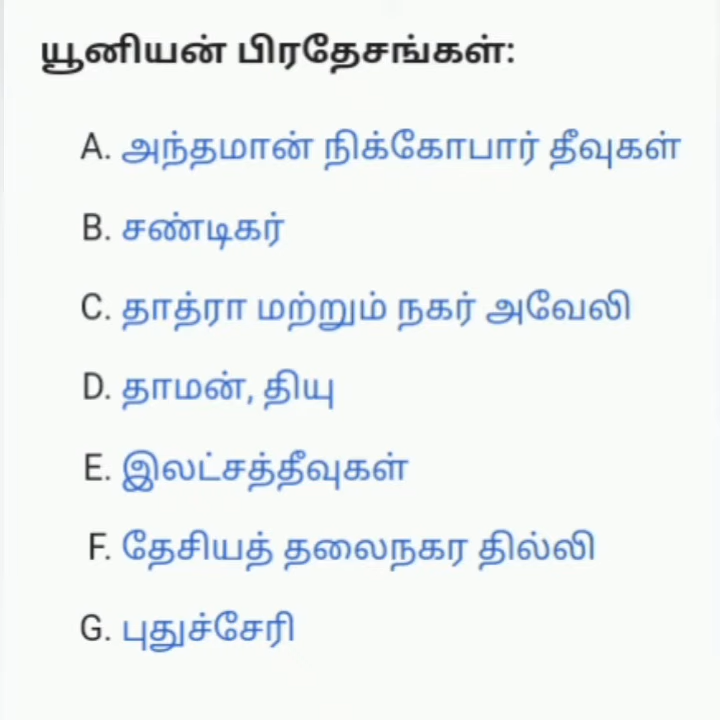 யூனியன் பிரதேசங்கள்:
A. அந்தமான் நிக்கோபார் தீவுகள்
B. சண்டிகர்
C. தாத்ரா மற்றும் நகர் அவேலி
D. தாமன், தியு
E. இலட்சத்தீவுகள்
F. தேசியத் தலைநகர தில்லி
G. புதுச்சேரி